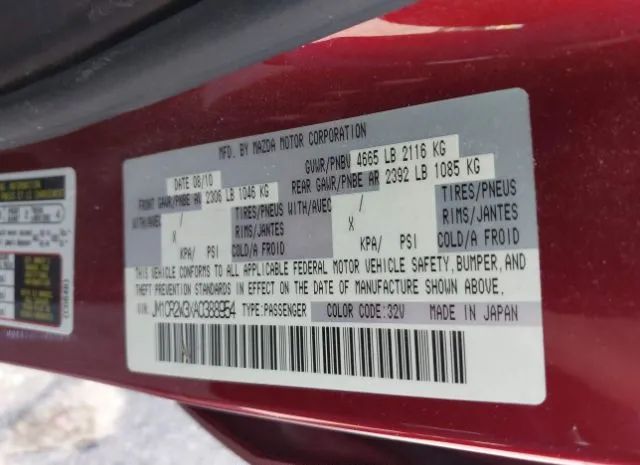 MFD. BY MAZDA MOTOR CORPORATION
DATE 08/10
GVWR/PNBV 4665 LB 2116 KG
FRONT GAWR/PNBE AV 2306 LB 1046 KG
REAR GAWR/PNBE AR 2392 LB 1085 KG
WITH/AVEC / TIRES/PNEUS
X RIMS/JANTES
KPA/ PSI COLD/A FROID
WITH/AVEC / TIRES/PNEUS
X RIMS/JANTES
KPA/ PSI COLD/A FROID
THIS VEHICLE CONFORMS TO ALL APPLICABLE FEDERAL MOTOR VEHICLE SAFETY, BUMPER, AND
THEFT PREVENTION STANDARDS IN EFFECT ON THE DATE OF MANUFACTURE SHOWN ABOVE.
JM1CR2W3XA0388954 TYPE:PASSENGER COLOR CODE:32V MADE IN JAPAN